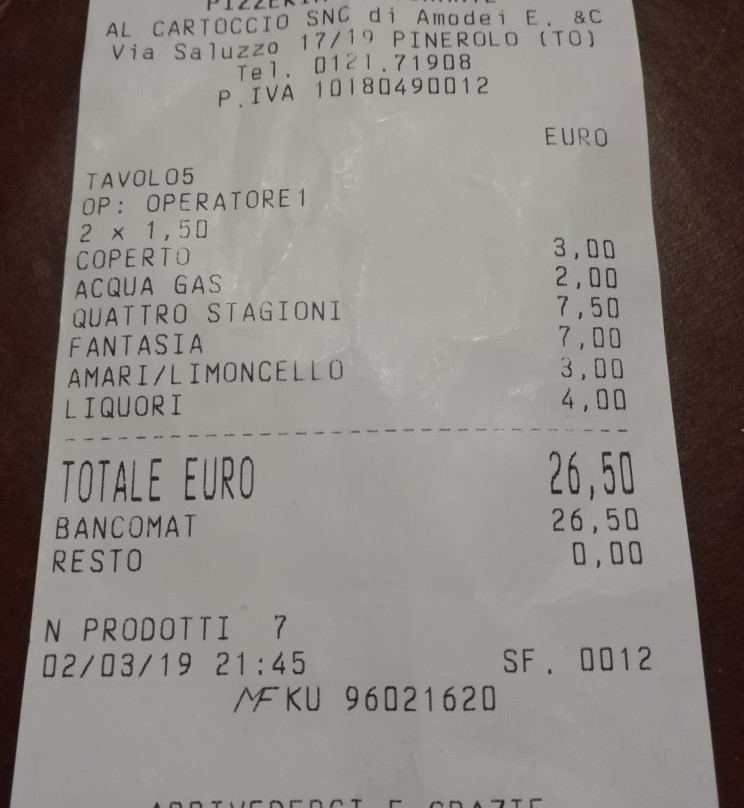 AL CARTOCCIO SNC di Amodei E. &C
Via Saluzzo 17/19 PINEROLO (TO)
Tel. 0121.71908
P.IVA 10180490012
EURO
TAVOLO5
OP: OPERATORE1
2 x 1,50
COPERTO 3,00
ACQUA GAS 2,00
QUATTRO STAGIONI 7,50
FANTASIA 7,00
AMARI/LIMONCELLO 3,00
LIQUORI 4,00
TOTALE EURO 26,50
BANCOMAT 26,50
RESTO 0,00
N PRODOTTI 7
02/03/19 21:45 SF. 0012
MF KU 96021620
ARRIVEDERCI E GRAZIE